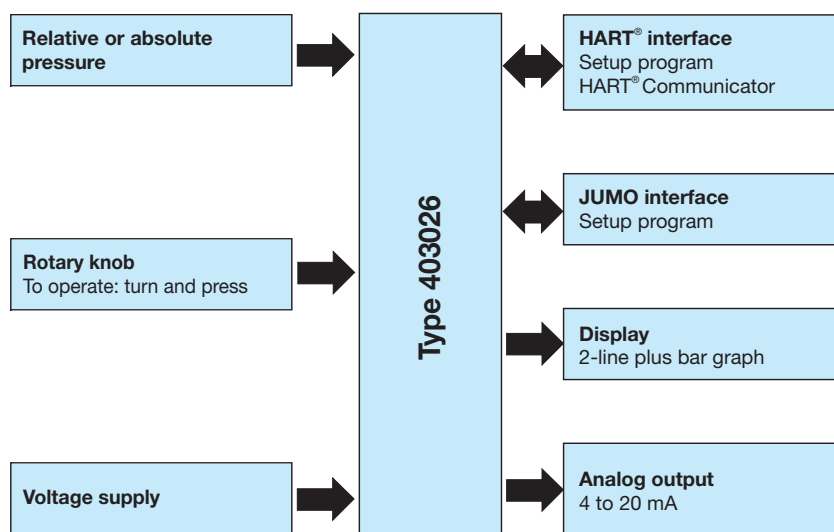 Relative or absolute
pressure
Rotary knob
To operate: turn and press
Voltage supply
Type 403026
HART® interface
Setup program
HART® Communicator
JUMO interface
Setup program
Display
2-line plus bar graph
Analog output
4 to 20 mA